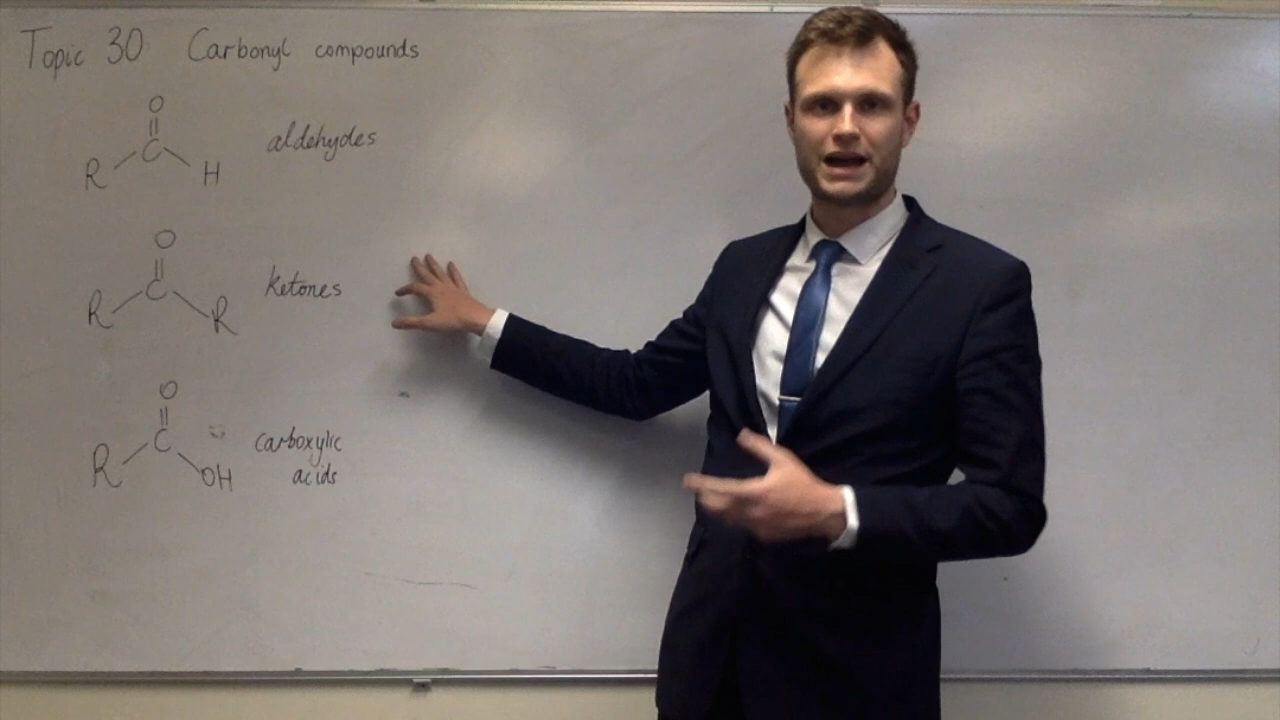 Topic 30 Carbonyl compounds
O
C
R H aldehydes
O
C
R R ketones
O
C
R OH carboxylic
acids